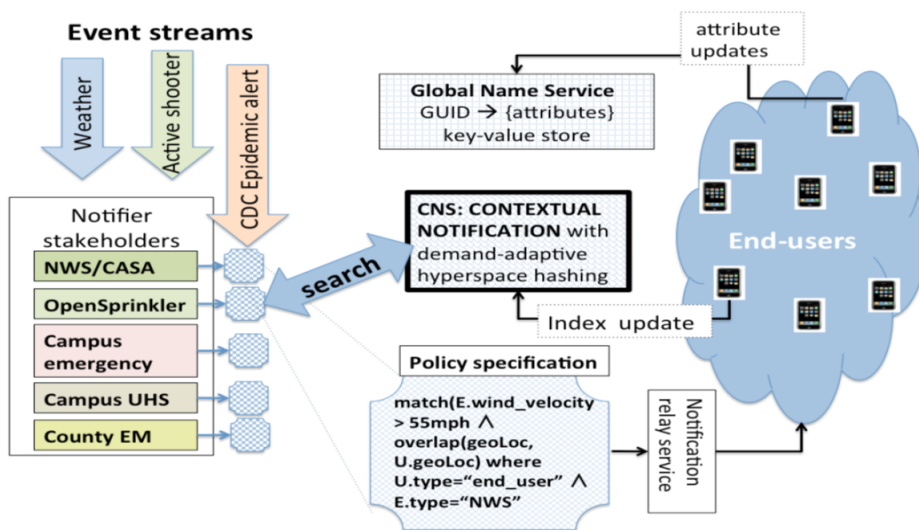 Event streams
Weather
Active shooter
CDC Epidemic alert
Notifier
stakeholders
NWS/CASA
OpenSprinkler
Campus
emergency
Campus UHS
County EM
search
attribute
updates
Global Name Service
GUID → {attributes}
key-value store
CNS: CONTEXTUAL
NOTIFICATION with
demand-adaptive
hyperspace hashing
End-users
Index update
Policy specification
match(E.wind_velocity
> 55mph ∧
overlap(geoLoc,
U.geoLoc) where
U.type=“end_user” ∧
E.type=“NWS”
Notification
relay service